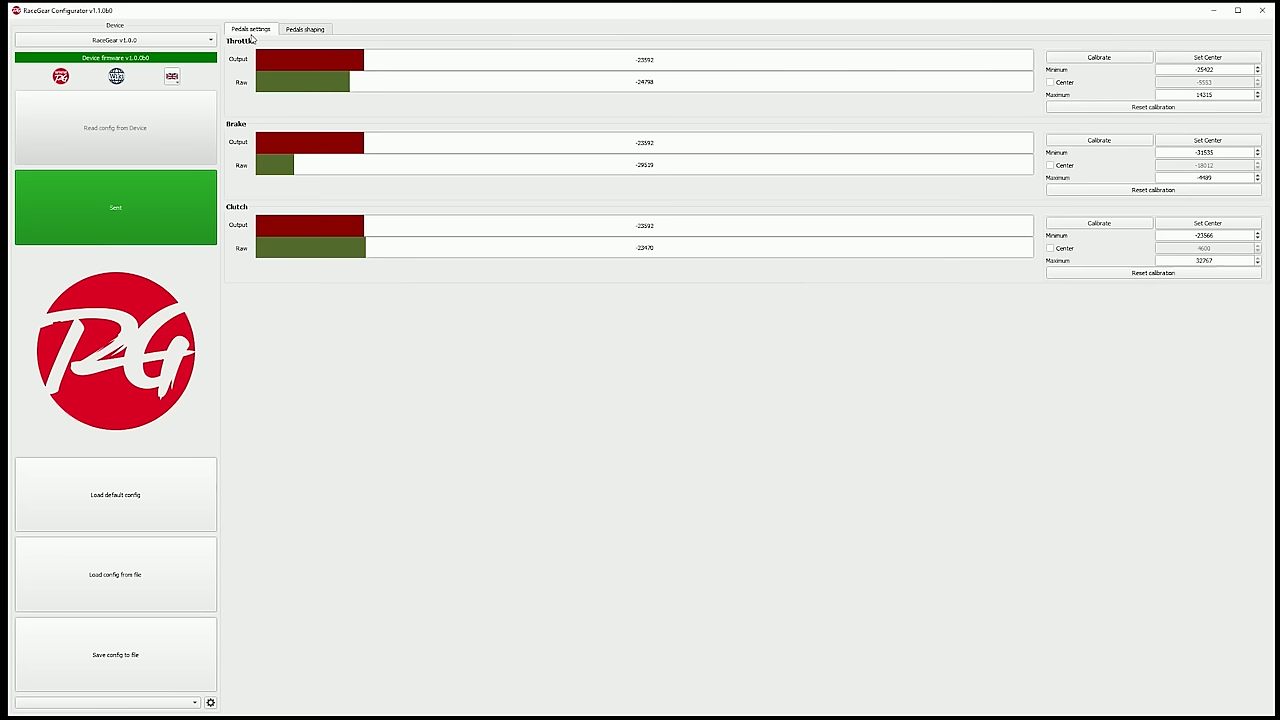 RaceGear Configurator v1.1.0b0
Device
RaceGear v1.0.0
Device firmware v1.0.0b0
Read config from Device
Sent
RG
Load default config
Load config from file
Save config to file
Pedals settings
Pedals shaping
Throttle
Output
-23592
Raw
-24798
Calibrate
Set Center
Minimum
-25422
Center
-5553
Maximum
14315
Reset calibration
Brake
Output
-23592
Raw
-29519
Calibrate
Set Center
Minimum
-31535
Center
-18012
Maximum
-4489
Reset calibration
Clutch
Output
-23592
Raw
-23470
Calibrate
Set Center
Minimum
-23566
Center
4600
Maximum
32767
Reset calibration